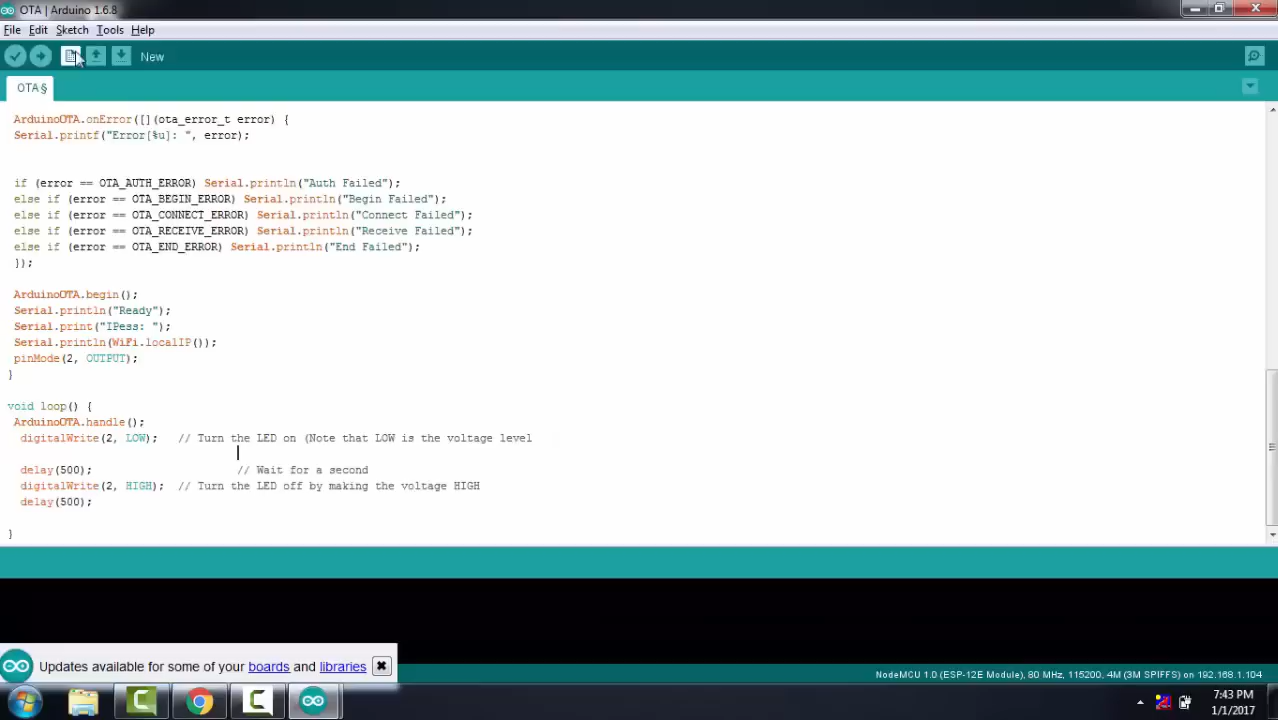 OTA | Arduino 1.6.8
File Edit Sketch Tools Help
New
OTA §
ArduinoOTA.onError([](ota_error_t error) {
Serial.printf("Error[%u]: ", error);
if (error == OTA_AUTH_ERROR) Serial.println("Auth Failed");
else if (error == OTA_BEGIN_ERROR) Serial.println("Begin Failed");
else if (error == OTA_CONNECT_ERROR) Serial.println("Connect Failed");
else if (error == OTA_RECEIVE_ERROR) Serial.println("Receive Failed");
else if (error == OTA_END_ERROR) Serial.println("End Failed");
});
ArduinoOTA.begin();
Serial.println("Ready");
Serial.print("IPess: ");
Serial.println(WiFi.localIP());
pinMode(2, OUTPUT);
}
void loop() {
ArduinoOTA.handle();
digitalWrite(2, LOW); // Turn the LED on (Note that LOW is the voltage level
delay(500); // Wait for a second
digitalWrite(2, HIGH); // Turn the LED off by making the voltage HIGH
delay(500);
}
Updates available for some of your boards and libraries
NodeMCU 1.0 (ESP-12E Module), 80 MHz, 115200, 4M (3M SPIFFS) on 192.168.1.104
7:43 PM
1/1/2017